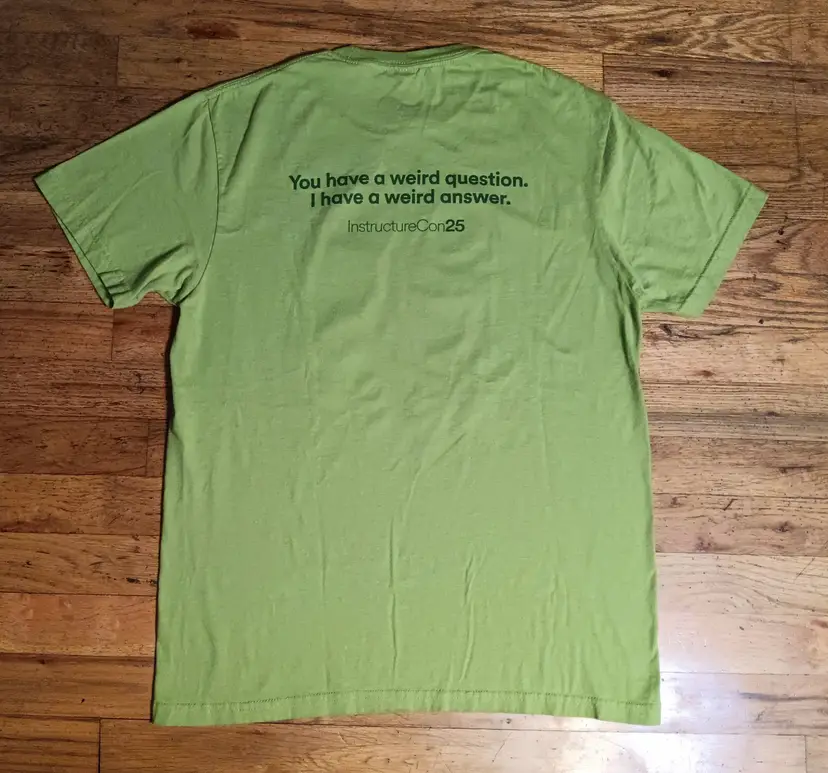 You have a weird question.
I have a weird answer.
InstructureCon25